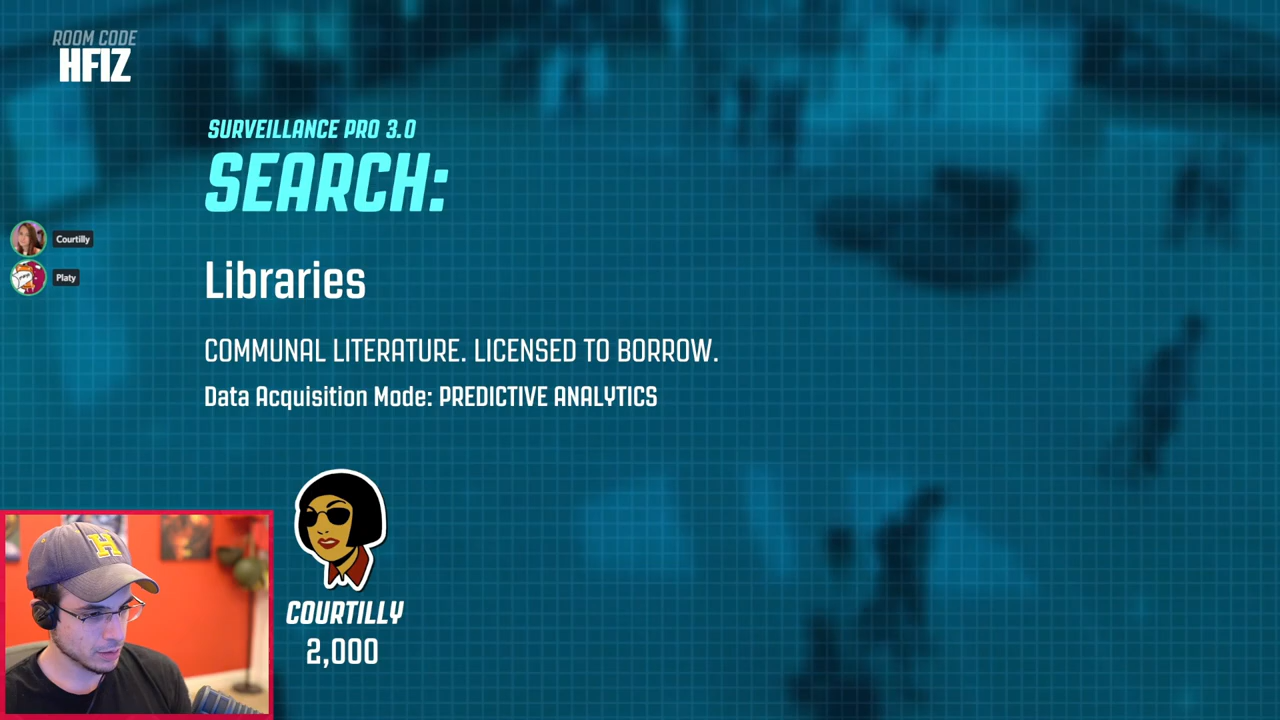 ROOM CODE
HFIZ
SURVEILLANCE PRO 3.0
SEARCH:
Courtilly
Platy
Libraries
COMMUNAL LITERATURE. LICENSED TO BORROW.
Data Acquisition Mode: PREDICTIVE ANALYTICS
H
COURTILLY
2,000